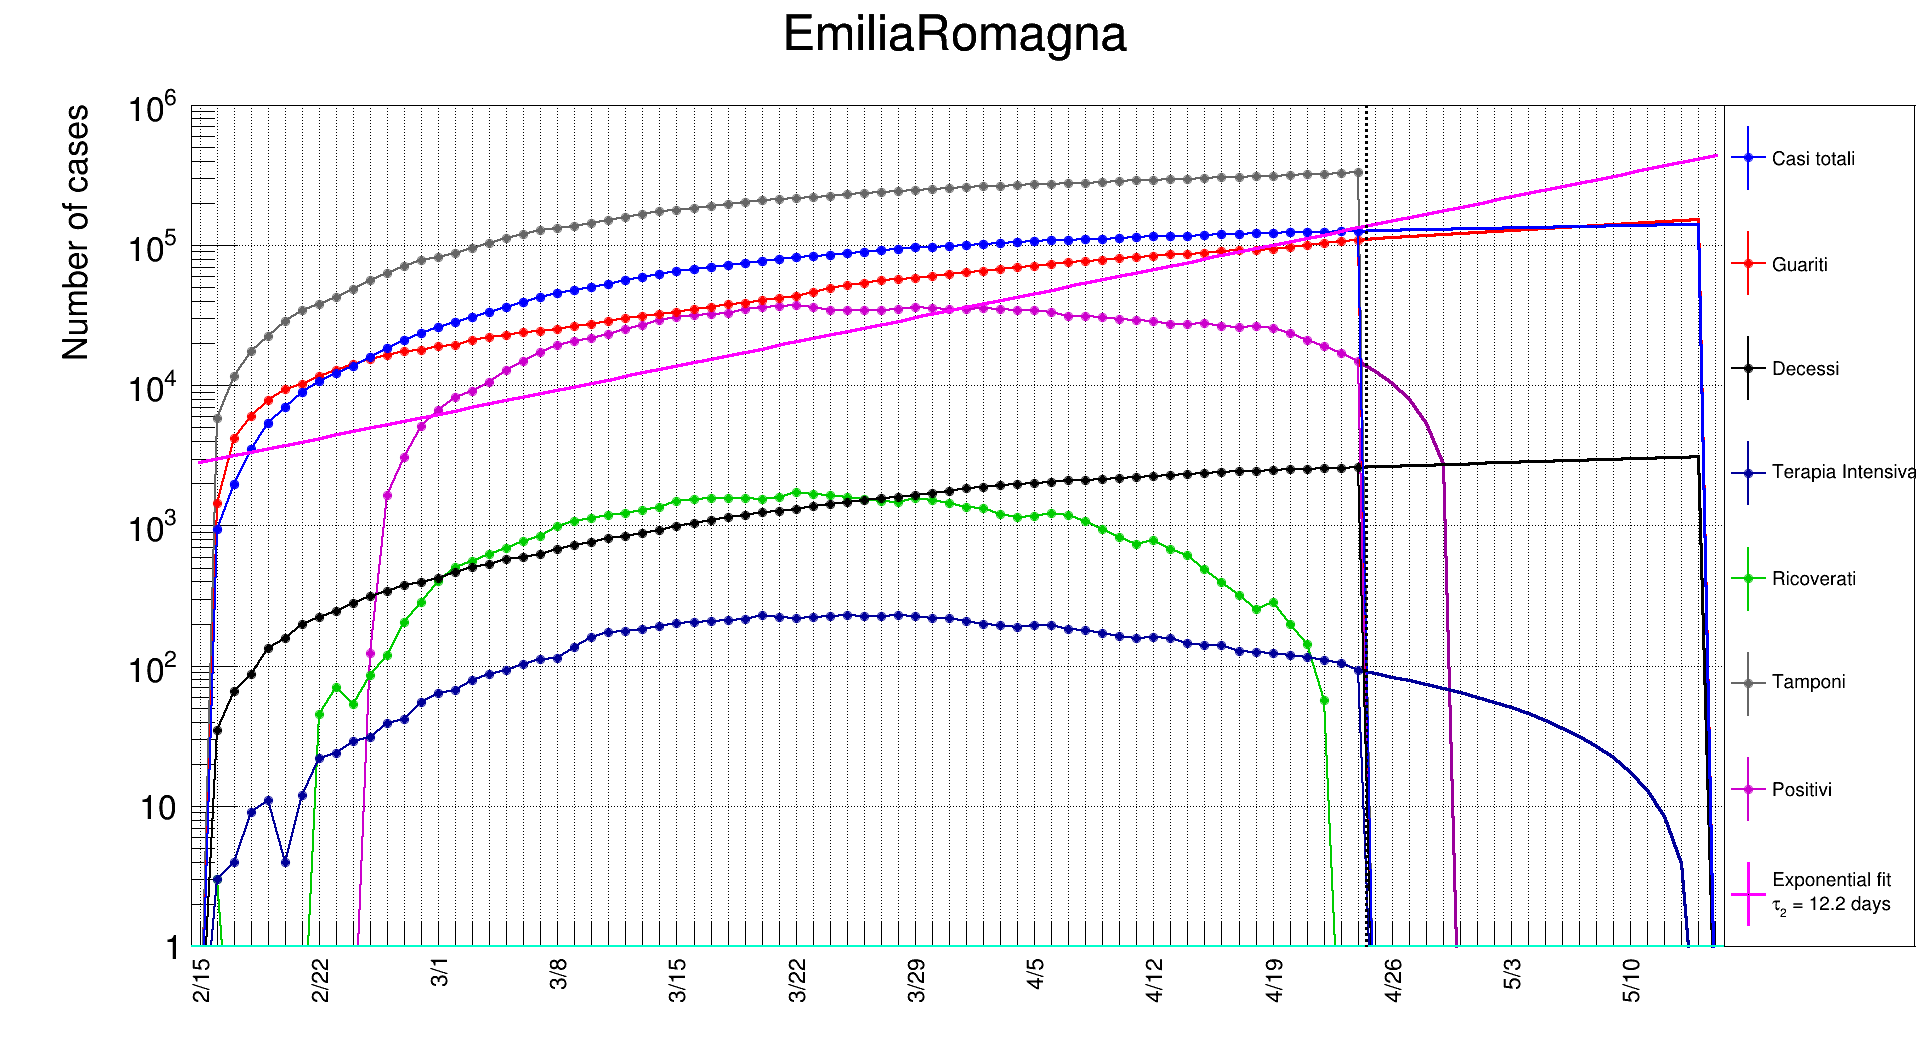 EmiliaRomagna
Number of cases
10^6
10^5
10^4
10^3
10^2
10
1
2/15
2/22
3/1
3/8
3/15
3/22
3/29
4/5
4/12
4/19
4/26
5/3
5/10
Casi totali
Guariti
Decessi
Terapia Intensiva
Ricoverati
Tamponi
Positivi
Exponential fit
τ₂ = 12.2 days